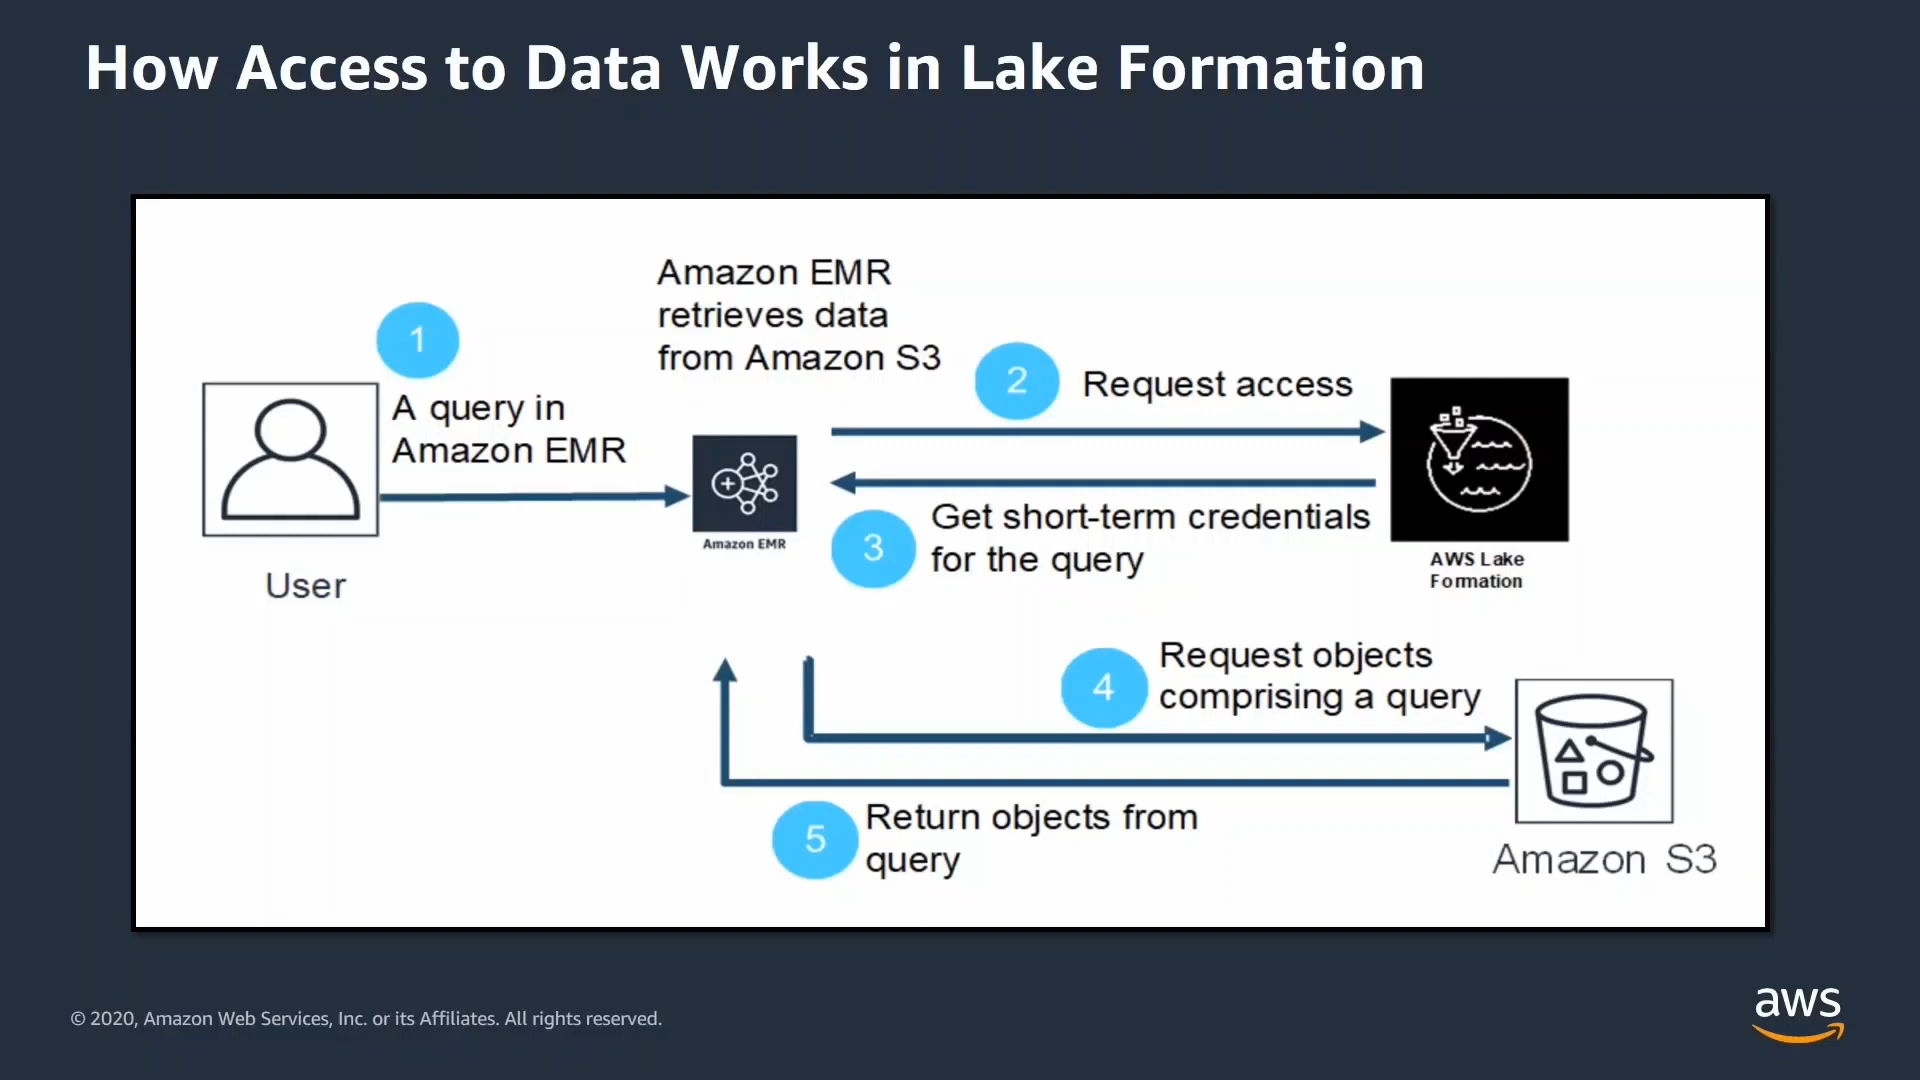 How Access to Data Works in Lake Formation
1
A query in
Amazon EMR
User
Amazon EMR
retrieves data
from Amazon S3
Amazon EMR
2
Request access
3
Get short-term credentials
for the query
AWS Lake
Formation
4
Request objects
comprising a query
5
Return objects from
query
Amazon S3
© 2020, Amazon Web Services, Inc. or its Affiliates. All rights reserved.
aws